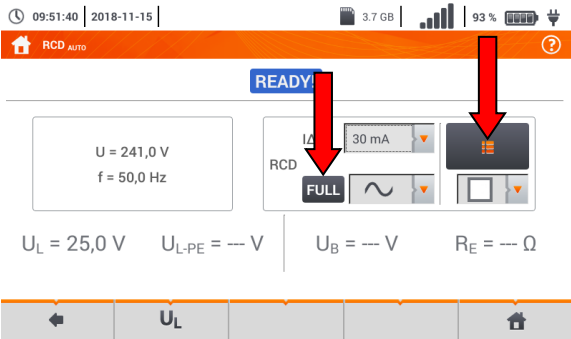 09:51:40 2018-11-15 3.7 GB 93 %
RCD AUTO ?
READY!
U = 241,0 V
f = 50,0 Hz
IΔ 30 mA
RCD
FULL
UL = 25,0 V UL-PE = --- V UB = --- V RE = --- Ω
UL